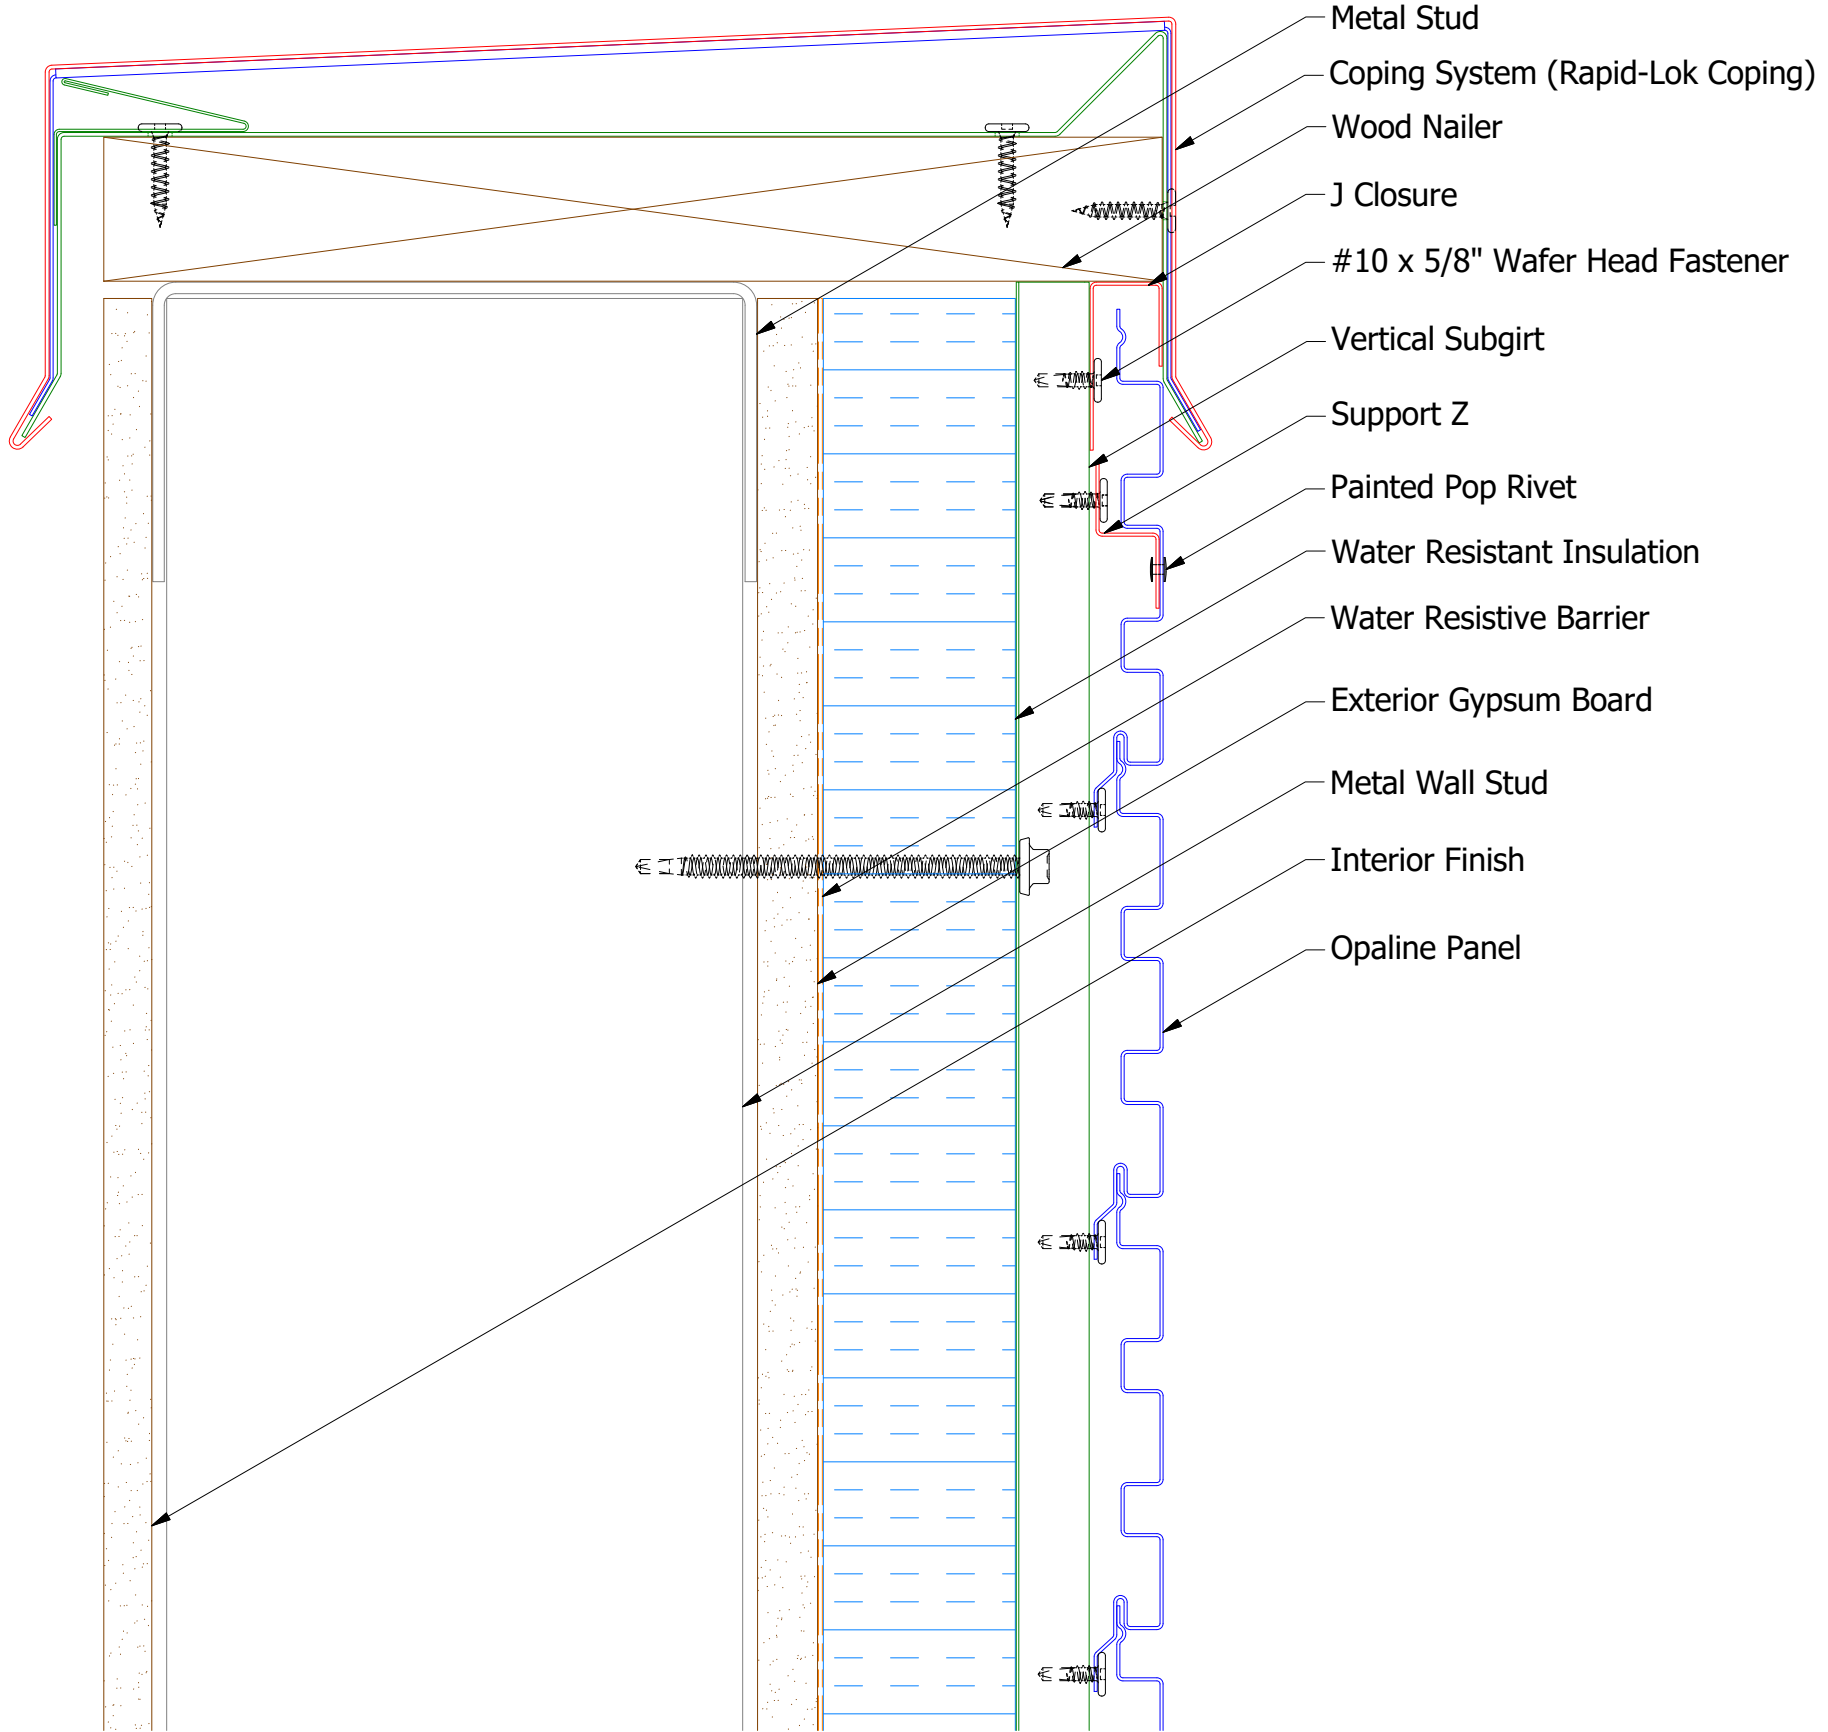 Metal Stud
Coping System (Rapid-Lok Coping)
Wood Nailer
J Closure
#10 x 5/8" Wafer Head Fastener
Vertical Subgirt
Support Z
Painted Pop Rivet
Water Resistant Insulation
Water Resistive Barrier
Exterior Gypsum Board
Metal Wall Stud
Interior Finish
Opaline Panel